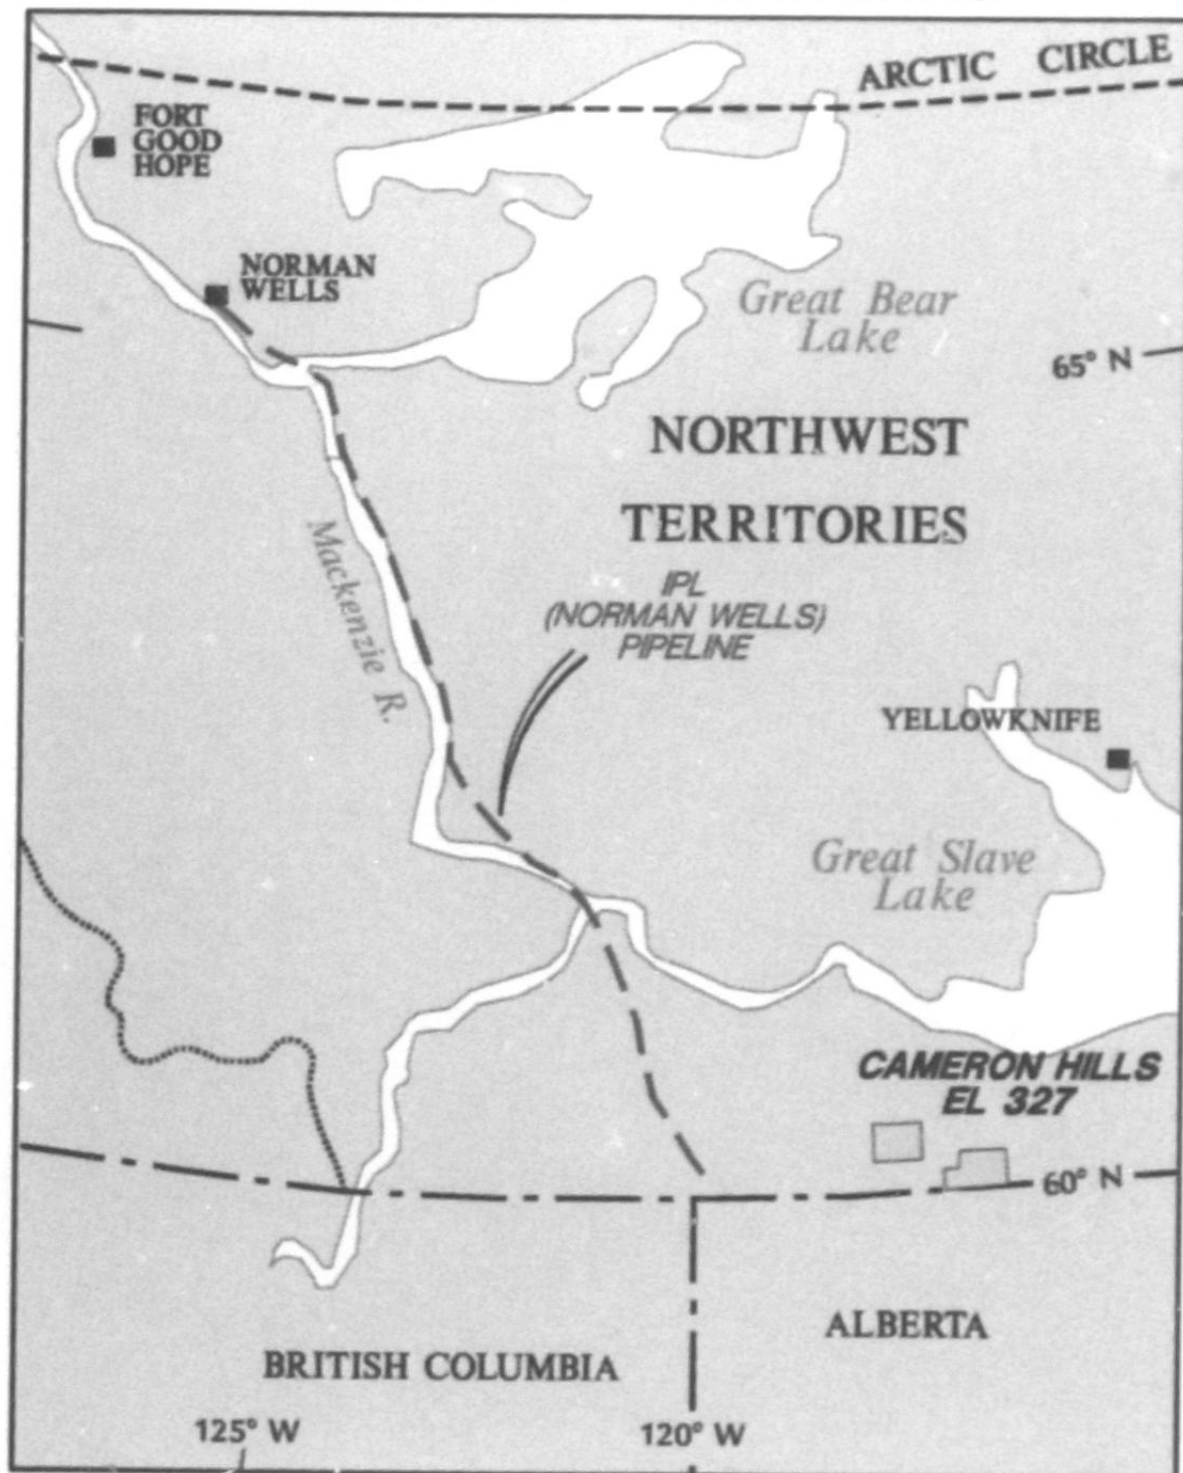 ARCTIC CIRCLE
FORT
GOOD
HOPE
NORMAN
WELLS
Great Bear
Lake
65° N
NORTHWEST
TERRITORIES
Mackenzie R.
IPL
(NORMAN WELLS)
PIPELINE
YELLOWKNIFE
Great Slave
Lake
CAMERON HILLS
EL 327
60° N
ALBERTA
BRITISH COLUMBIA
125° W
120° W